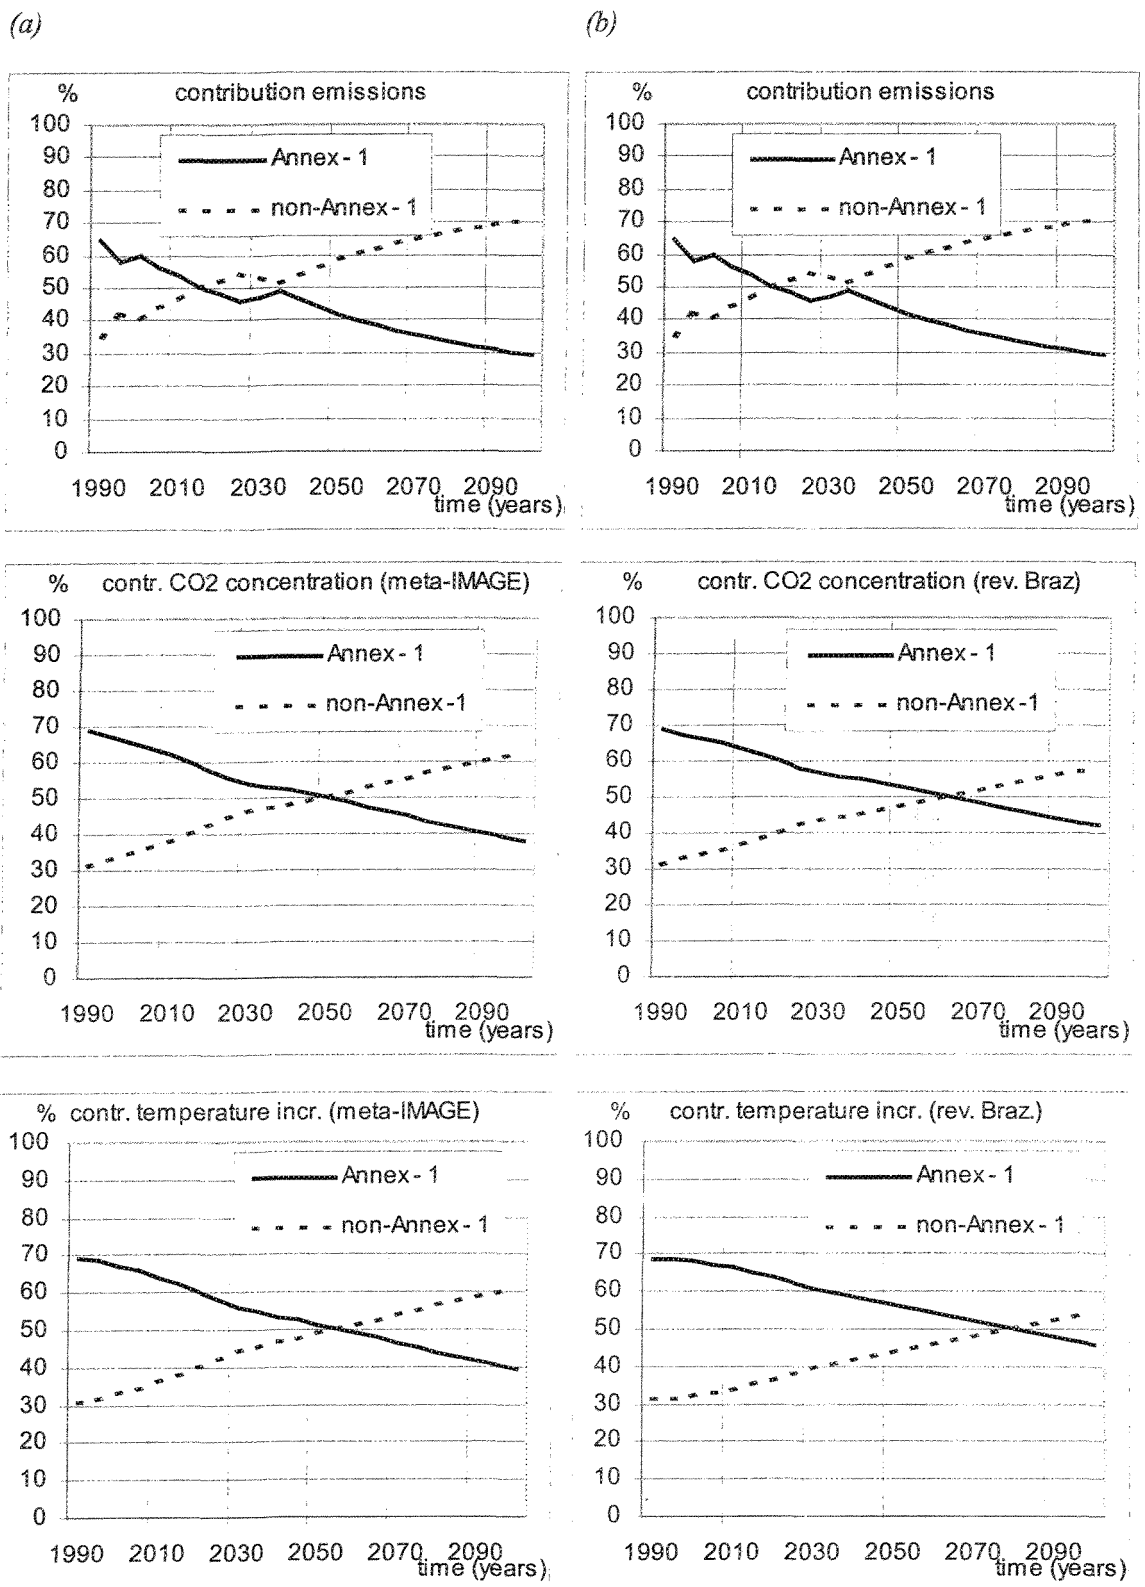 (a)
(b)
% contribution emissions
100
90
80
70
60
50
40
30
20
10
0
Annex - 1
non-Annex - 1
1990 2010 2030 2050 2070 2090
time (years)
% contribution emissions
100
90
80
70
60
50
40
30
20
10
0
Annex - 1
non-Annex - 1
1990 2010 2030 2050 2070 2090
time (years)
% contr. CO2 concentration (meta-IMAGE)
100
90
80
70
60
50
40
30
20
10
0
Annex - 1
non-Annex -1
1990 2010 2030 2050 2070 2090
time (years)
% contr. CO2 concentration (rev. Braz)
100
90
80
70
60
50
40
30
20
10
0
Annex - 1
non-Annex -1
1990 2010 2030 2050 2070 2090
time (years)
% contr. temperature incr. (meta-IMAGE)
100
90
80
70
60
50
40
30
20
10
0
Annex - 1
non-Annex - 1
1990 2010 2030 2050 2070 2090
time (years)
% contr. temperature incr. (rev. Braz.)
100
90
80
70
60
50
40
30
20
10
0
Annex - 1
non-Annex - 1
1990 2010 2030 2050 2070 2090
time (years)